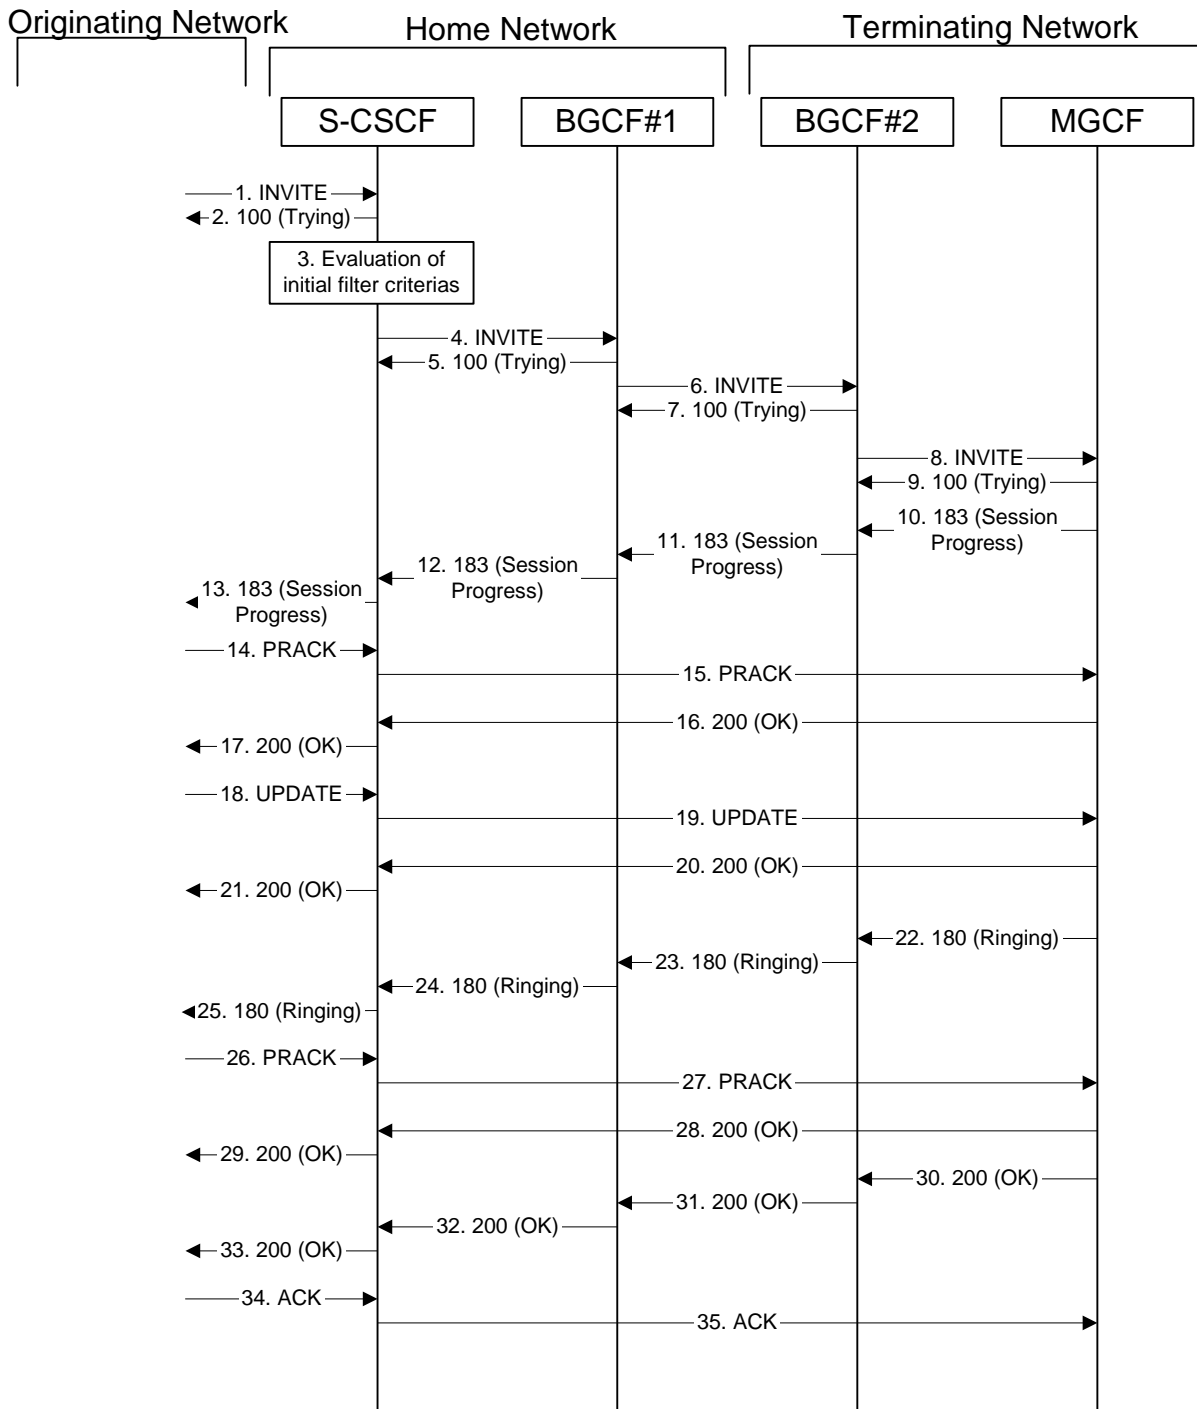 Originating Network
Home Network
Terminating Network
S-CSCF
BGCF#1
BGCF#2
MGCF
1. INVITE
2. 100 (Trying)
3. Evaluation of
initial filter criterias
4. INVITE
5. 100 (Trying)
6. INVITE
7. 100 (Trying)
8. INVITE
9. 100 (Trying)
10. 183 (Session
Progress)
11. 183 (Session
Progress)
12. 183 (Session
Progress)
13. 183 (Session
Progress)
14. PRACK
15. PRACK
16. 200 (OK)
17. 200 (OK)
18. UPDATE
19. UPDATE
20. 200 (OK)
21. 200 (OK)
22. 180 (Ringing)
23. 180 (Ringing)
24. 180 (Ringing)
25. 180 (Ringing)
26. PRACK
27. PRACK
28. 200 (OK)
29. 200 (OK)
30. 200 (OK)
31. 200 (OK)
32. 200 (OK)
33. 200 (OK)
34. ACK
35. ACK